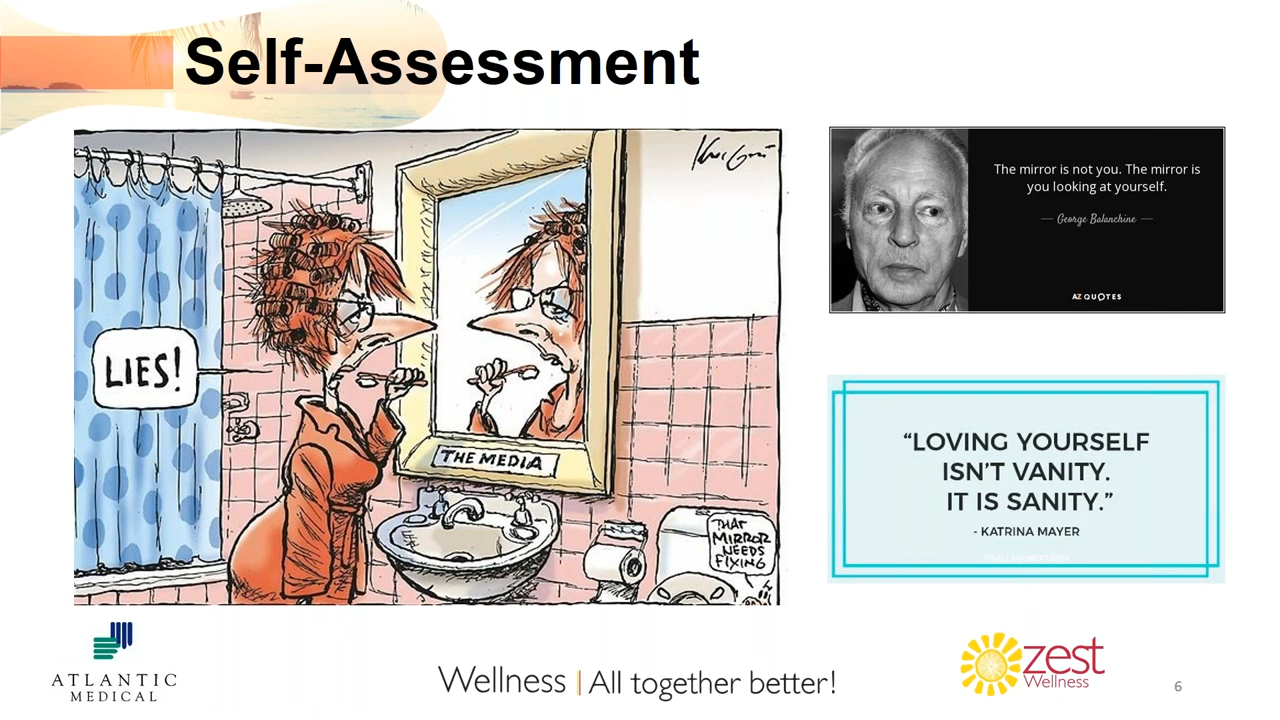 Self-Assessment
LIES!
THE MEDIA
THAT
MIRROR
NEEDS
FIXING
The mirror is not you. The mirror is
you looking at yourself.
George Balanchine
AZ QUOTES
“LOVING YOURSELF
ISN’T VANITY.
IT IS SANITY.”
- KATRINA MAYER
ATLANTIC
MEDICAL
Wellness | All together better!
zest
Wellness
6